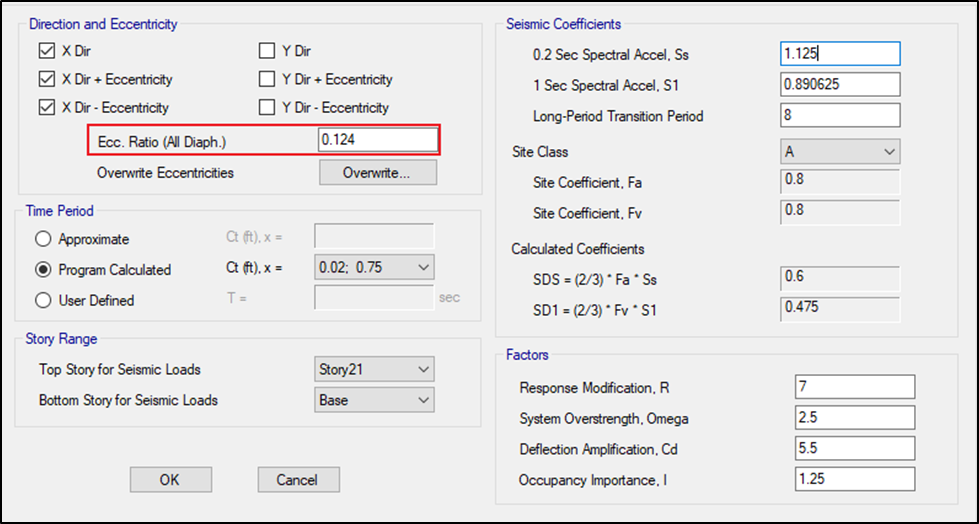 Direction and Eccentricity
X Dir
Y Dir
X Dir + Eccentricity
Y Dir + Eccentricity
X Dir - Eccentricity
Y Dir - Eccentricity
Ecc. Ratio (All Diaph.)
0.124
Overwrite Eccentricities
Overwrite...
Time Period
Approximate
Ct (ft), x =
Program Calculated
Ct (ft), x =
0.02; 0.75
User Defined
T =
sec
Story Range
Top Story for Seismic Loads
Story21
Bottom Story for Seismic Loads
Base
OK
Cancel
Seismic Coefficients
0.2 Sec Spectral Accel, Ss
1.125
1 Sec Spectral Accel, S1
0.890625
Long-Period Transition Period
8
Site Class
A
Site Coefficient, Fa
0.8
Site Coefficient, Fv
0.8
Calculated Coefficients
SDS = (2/3) * Fa * Ss
0.6
SD1 = (2/3) * Fv * S1
0.475
Factors
Response Modification, R
7
System Overstrength, Omega
2.5
Deflection Amplification, Cd
5.5
Occupancy Importance, I
1.25